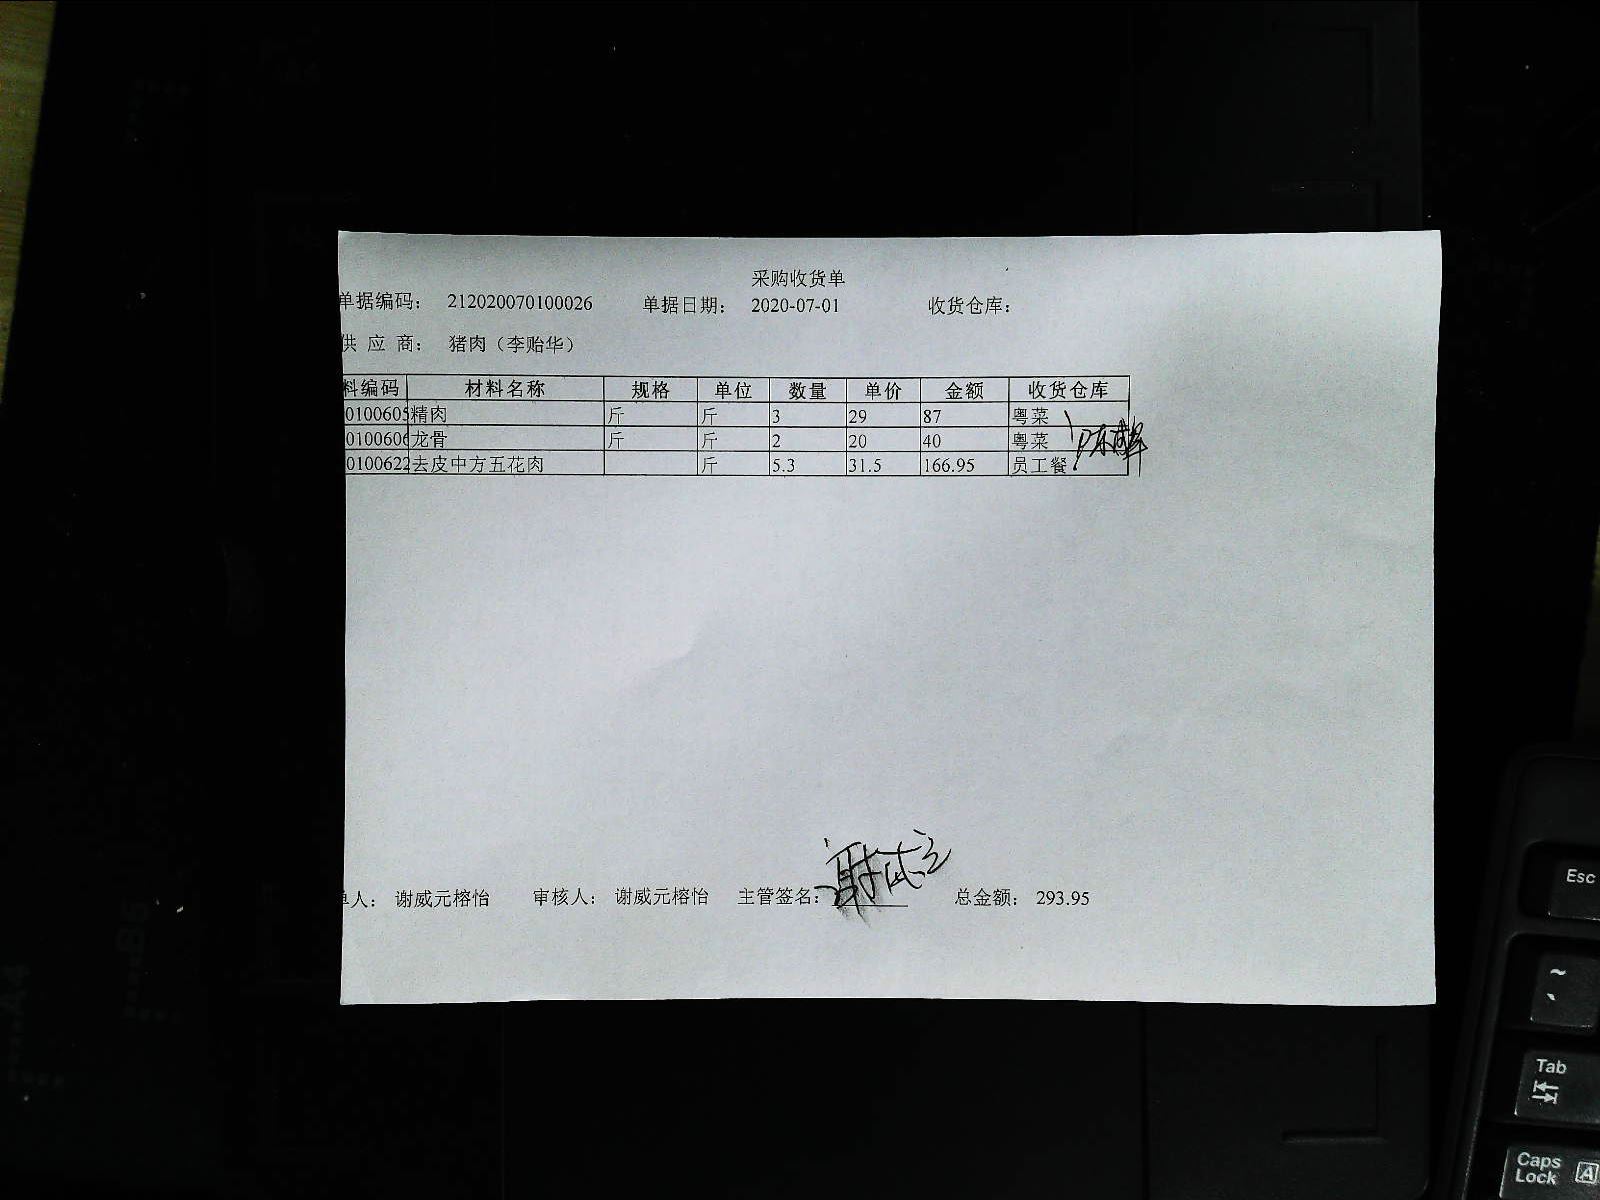 采购收货单
单据编码： 212020070100026 单据日期： 2020-07-01 收货仓库：
供 应 商： 猪肉（李贻华）
料编码 材料名称 规格 单位 数量 单价 金额 收货仓库
0100605 精肉 斤 斤 3 29 87 粤菜
0100606 龙骨 斤 斤 2 20 40 粤菜
0100622 去皮中方五花肉 斤 5.3 31.5 166.95 员工餐
单人： 谢威元榕怡 审核人： 谢威元榕怡 主管签名： 总金额： 293.95
Esc
~
Tab
Caps Lock A